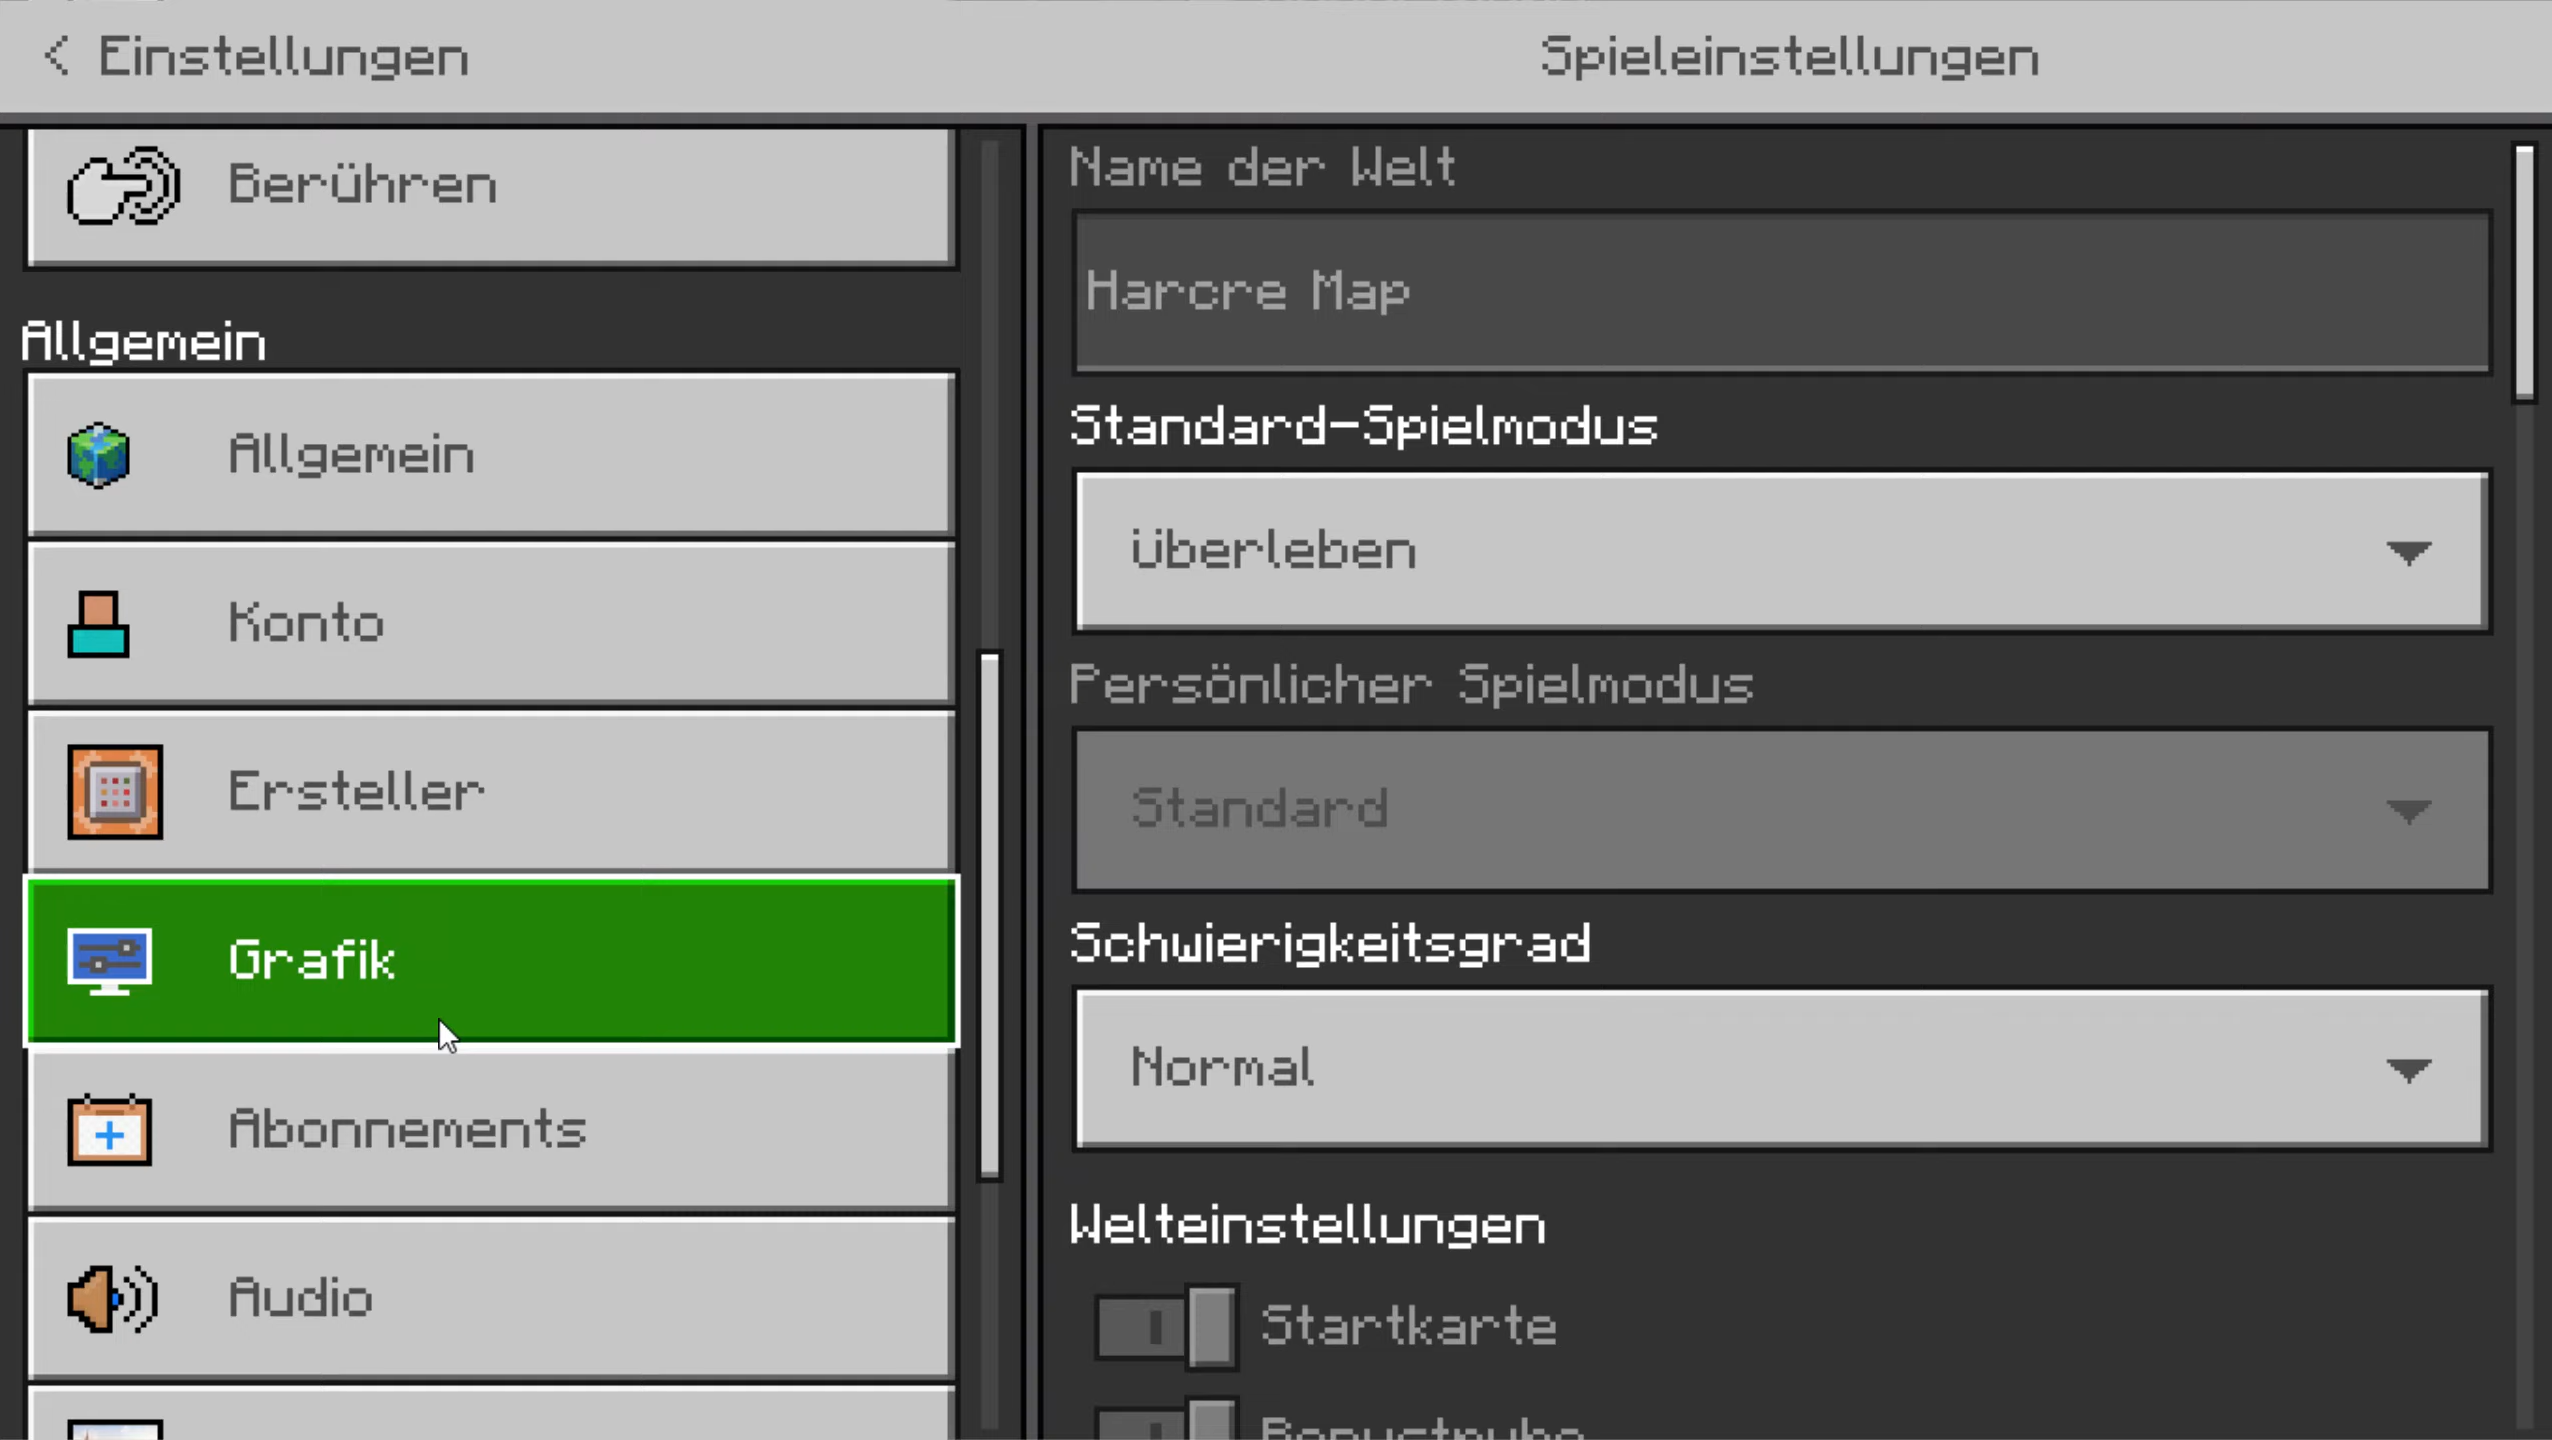 Einstellungen
Spieleinstellungen
Berühren
Allgemein
Allgemein
Konto
Ersteller
Grafik
Abonnements
Audio
Name der Welt
Harcre Map
Standard-Spielmodus
Überleben
Persönlicher Spielmodus
Standard
Schwierigkeitsgrad
Normal
Welteinstellungen
Startkarte